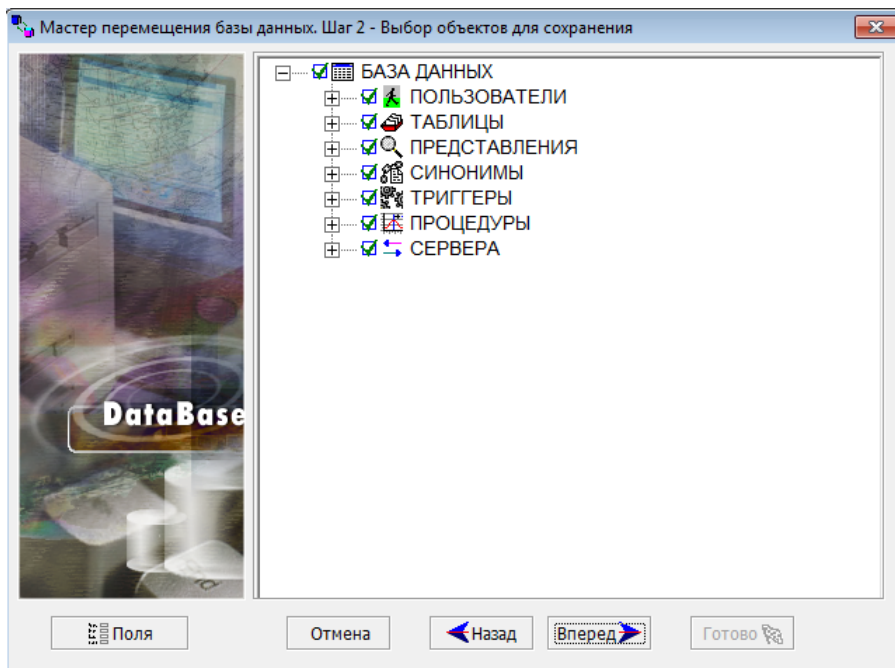 Мастер перемещения базы данных. Шаг 2 - Выбор объектов для сохранения
БАЗА ДАННЫХ
ПОЛЬЗОВАТЕЛИ
ТАБЛИЦЫ
ПРЕДСТАВЛЕНИЯ
СИНОНИМЫ
ТРИГГЕРЫ
ПРОЦЕДУРЫ
СЕРВЕРА
DataBase
Поля
Отмена
Назад
Вперед
Готово